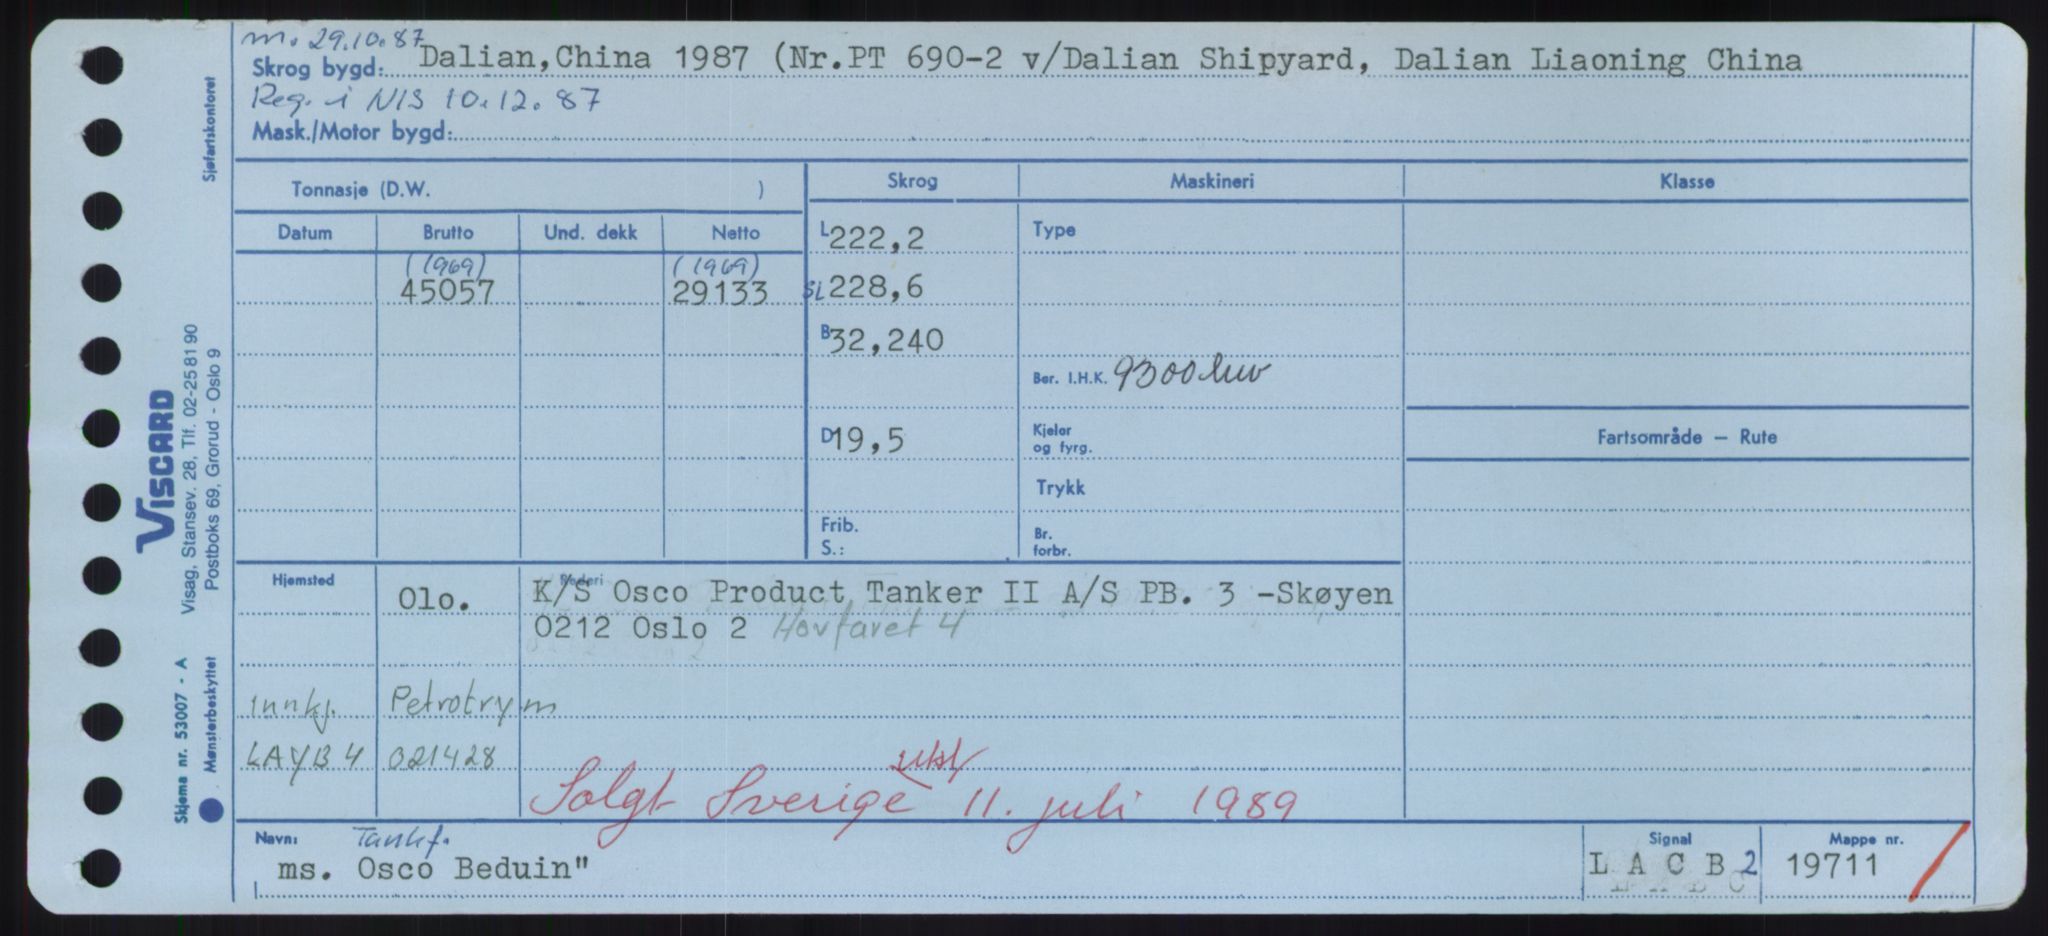 m. 29.10.87
Skrog bygd: Dalian,China 1987 (Nr.PT 690-2 v/Dalian Shipyard, Dalian Liaoning China
Reg. i NIS 10.12.87
Mask./Motor bygd:
Tonnasje (D.W. )
Skrog Maskineri Klasse
Datum Brutto Und. dekk Netto
L 222,2 Type
(1969) (1969)
45057 29133 SL 228,6
B 32,240
Ber. I.H.K. 9300
D 19,5 Kjeler og fyrg.
Fartsområde — Rute
Trykk
Frib. S.: Br. forbr.
Hjemsted Rederi
Olo. K/S Osco Product Tanker II A/S PB. 3 -Skøyen
0212 Oslo 2 Hovfaret 4
innkj. Petrotrym
LAYB4 021428
Solgt Sverige 11. juli 1989
Navn: Tankf. Signal Mappe nr.
ms. Osco Beduin" L A C B 2 19711
Sjøfartskontoret
VISCARD
Visag, Stansev. 28, Tlf. 02-25 81 90
Postboks 69, Grorud - Oslo 9
Skjema nr. 53007 - A
Mønsterbeskyttet